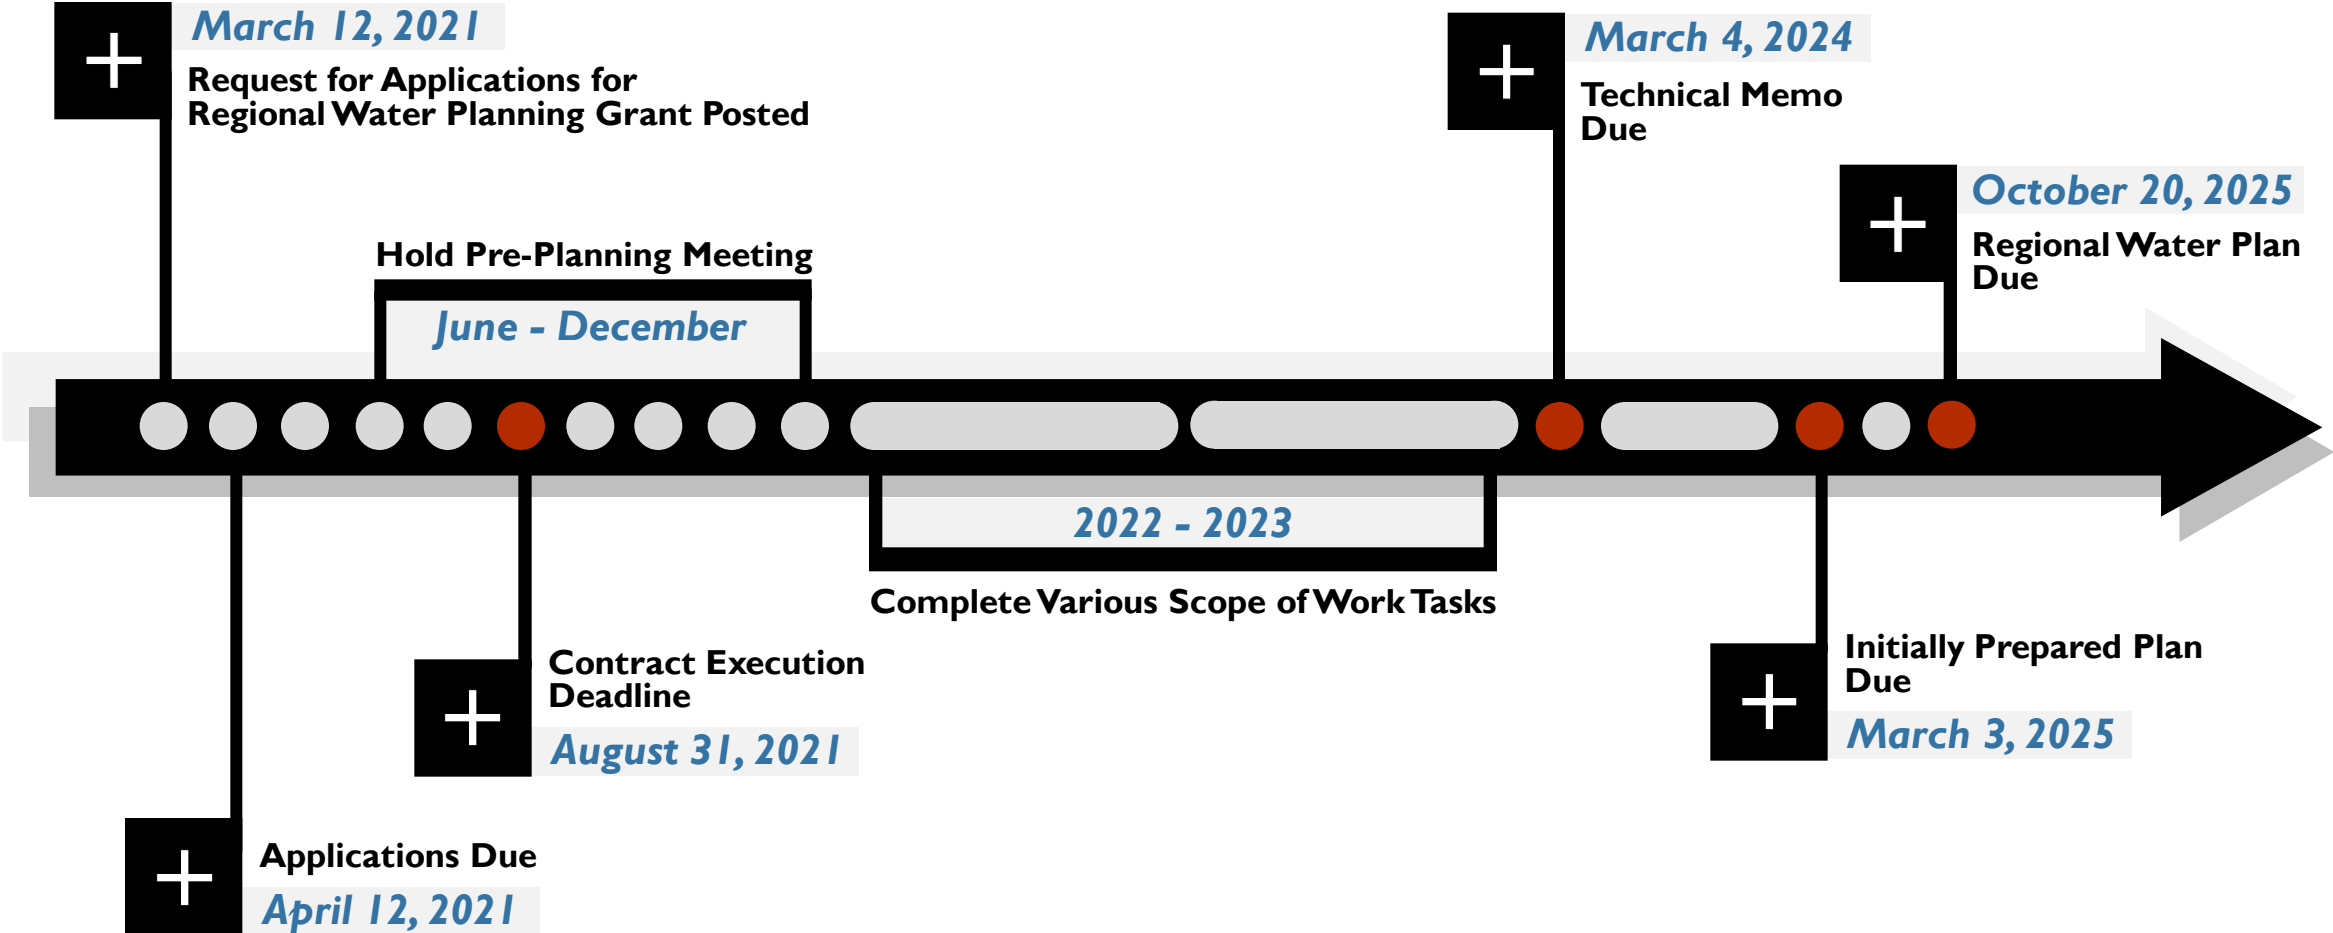 March 12, 2021
Request for Applications for
Regional Water Planning Grant Posted
March 4, 2024
Technical Memo
Due
October 20, 2025
Regional Water Plan
Due
Hold Pre-Planning Meeting
June - December
2022 - 2023
Complete Various Scope of Work Tasks
Contract Execution
Deadline
August 31, 2021
Initially Prepared Plan
Due
March 3, 2025
Applications Due
April 12, 2021